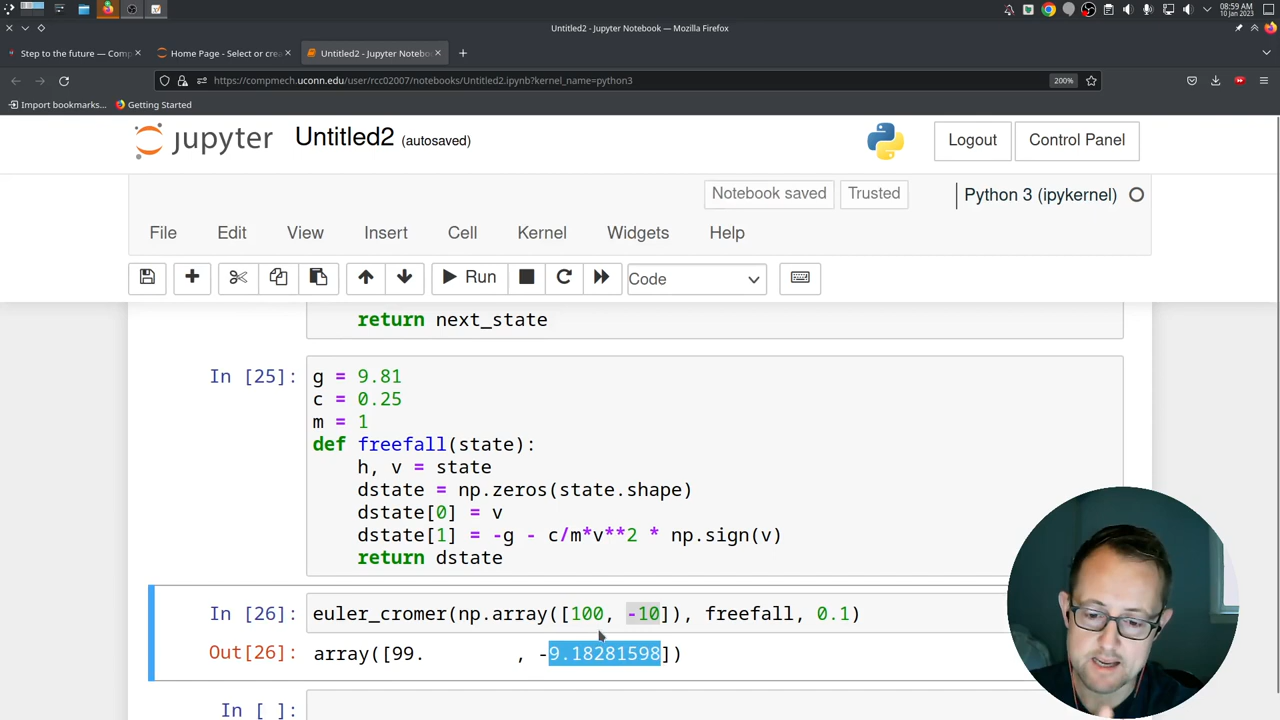 08:59 AM
10 Jan 2023
Untitled2 - Jupyter Notebook — Mozilla Firefox
Step to the future — Comp
Home Page - Select or cre
Untitled2 - Jupyter Notebo
https://compmech.uconn.edu/user/rcc02007/notebooks/Untitled2.ipynb?kernel_name=python3
200%
Import bookmarks...
Getting Started
jupyter
Untitled2 (autosaved)
Logout
Control Panel
Notebook saved
Trusted
Python 3 (ipykernel)
File
Edit
View
Insert
Cell
Kernel
Widgets
Help
Run
Code
return next_state
In [25]:
g = 9.81
c = 0.25
m = 1
def freefall(state):
h, v = state
dstate = np.zeros(state.shape)
dstate[0] = v
dstate[1] = -g - c/m*v**2 * np.sign(v)
return dstate
In [26]:
euler_cromer(np.array([100, -10]), freefall, 0.1)
Out[26]:
array([99.        , -9.18281598])
In [ ]: